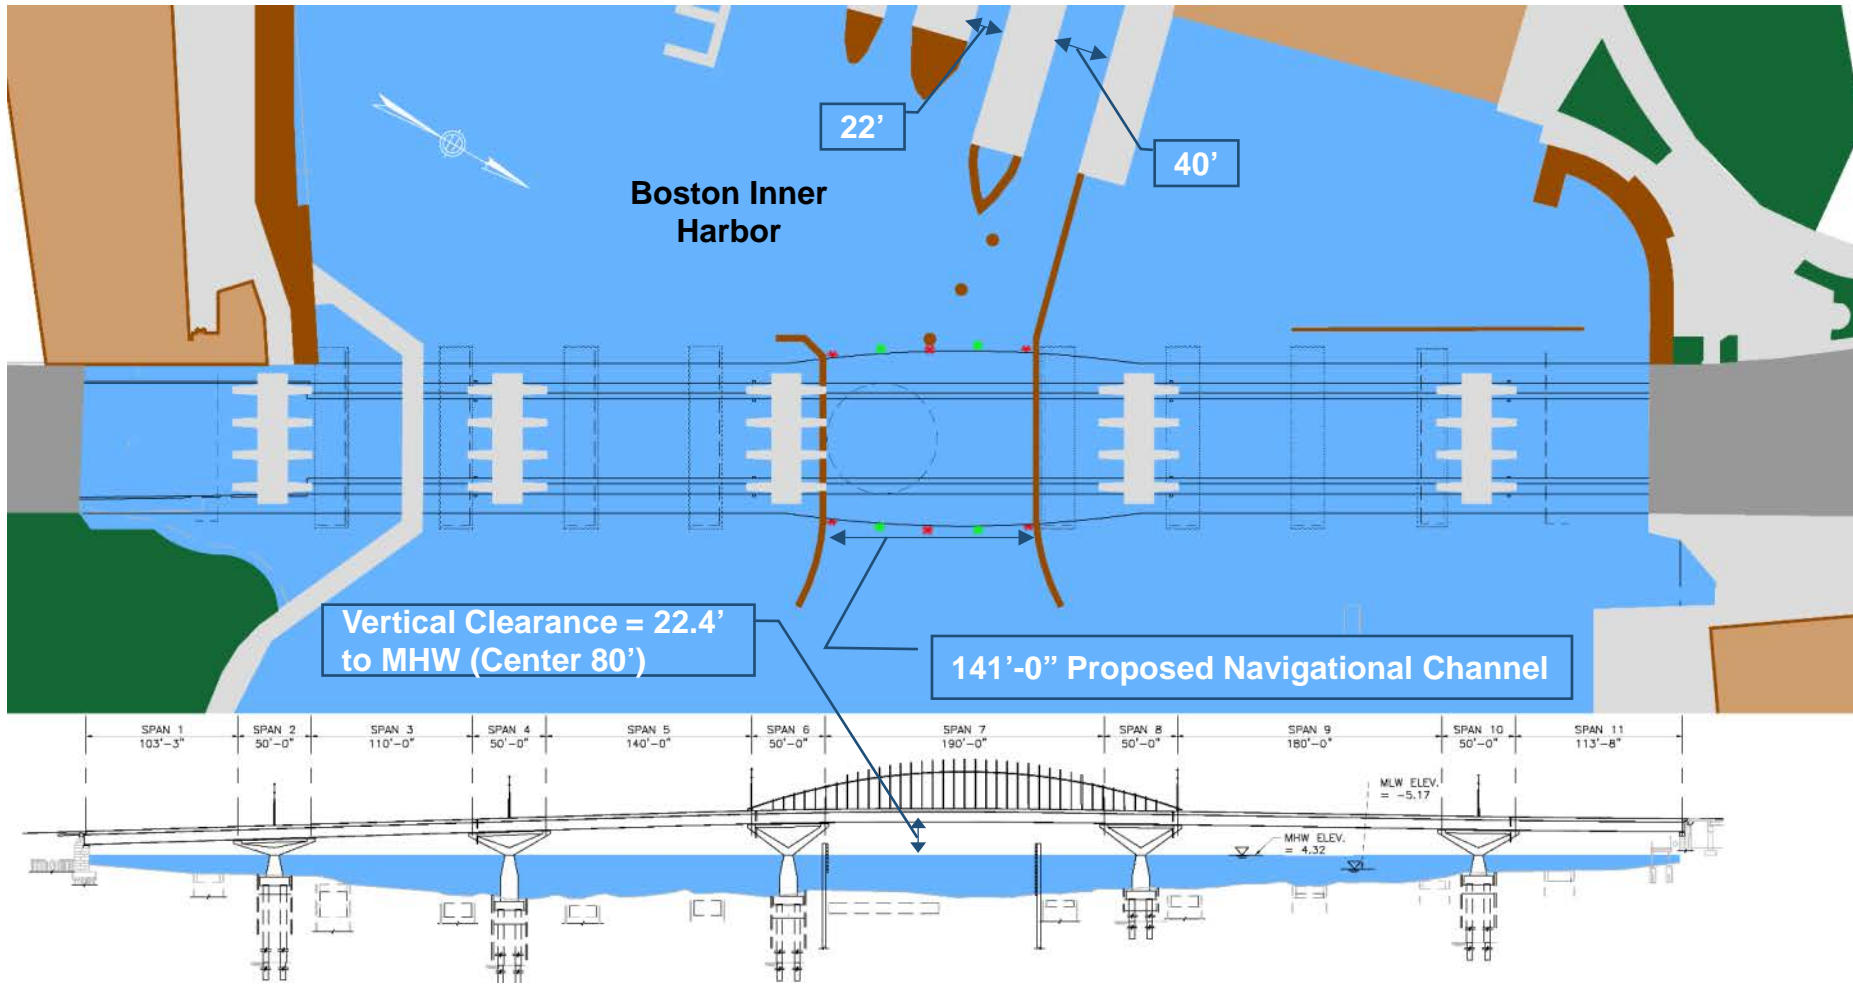 22’
40’
Boston Inner
Harbor
Vertical Clearance = 22.4’
to MHW (Center 80’)
141’-0” Proposed Navigational Channel
SPAN 1
103'-3"
SPAN 2
50'-0"
SPAN 3
110'-0"
SPAN 4
50'-0"
SPAN 5
140'-0"
SPAN 6
50'-0"
SPAN 7
190'-0"
SPAN 8
50'-0"
SPAN 9
180'-0"
SPAN 10
50'-0"
SPAN 11
113'-8"
MLW ELEV.
= -5.17
MHW ELEV.
= 4.32